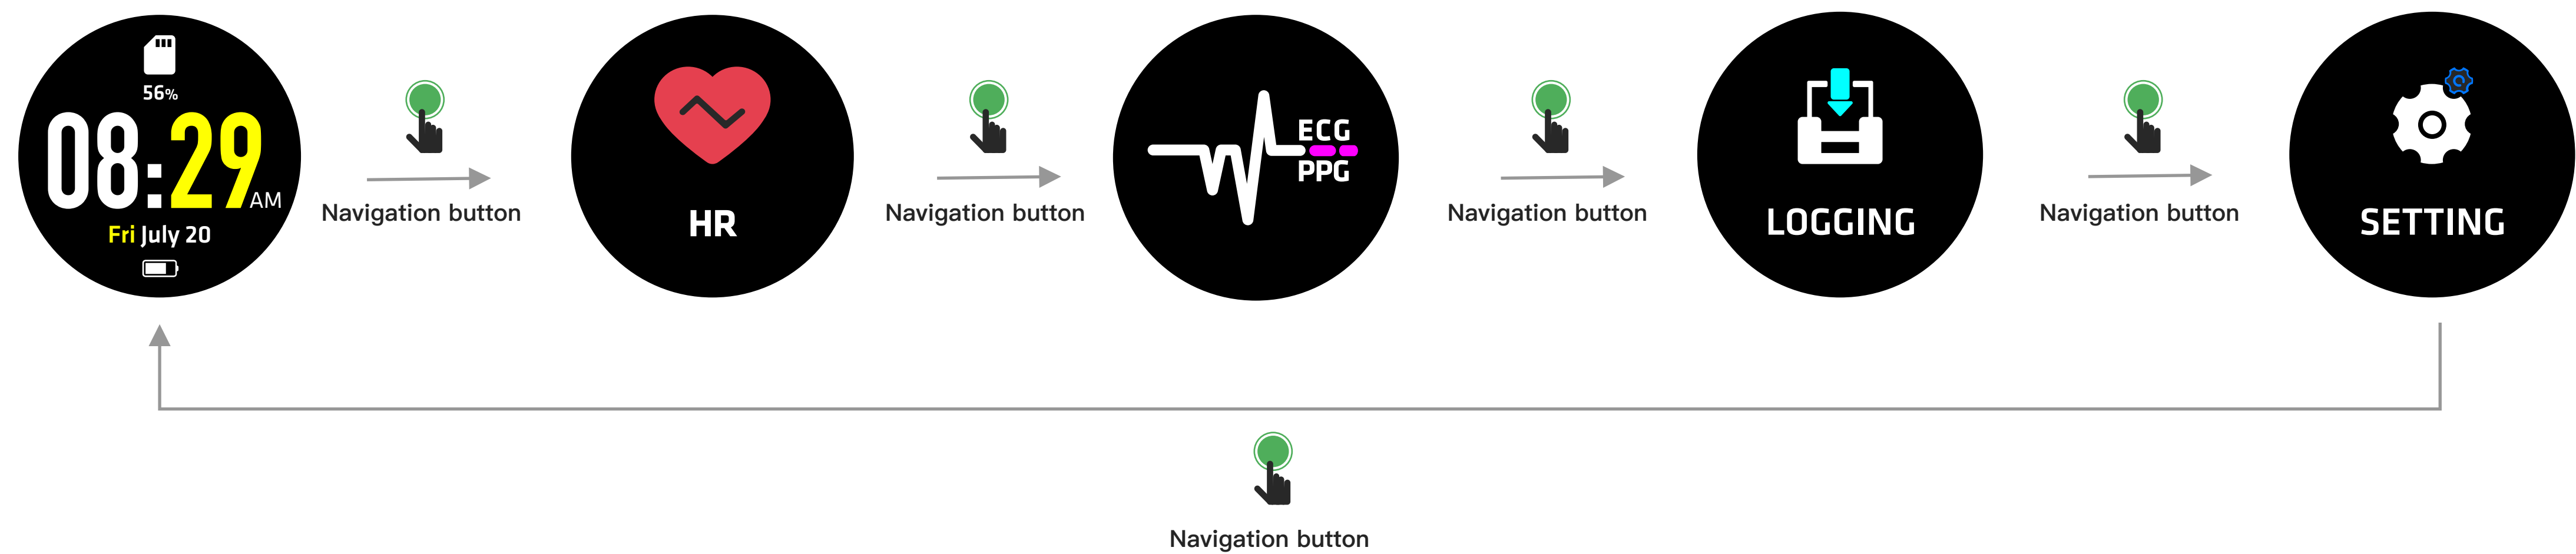 56%
08:29 AM
Fri July 20
Navigation button
HR
Navigation button
ECG
PPG
Navigation button
LOGGING
Navigation button
SETTING
Navigation button